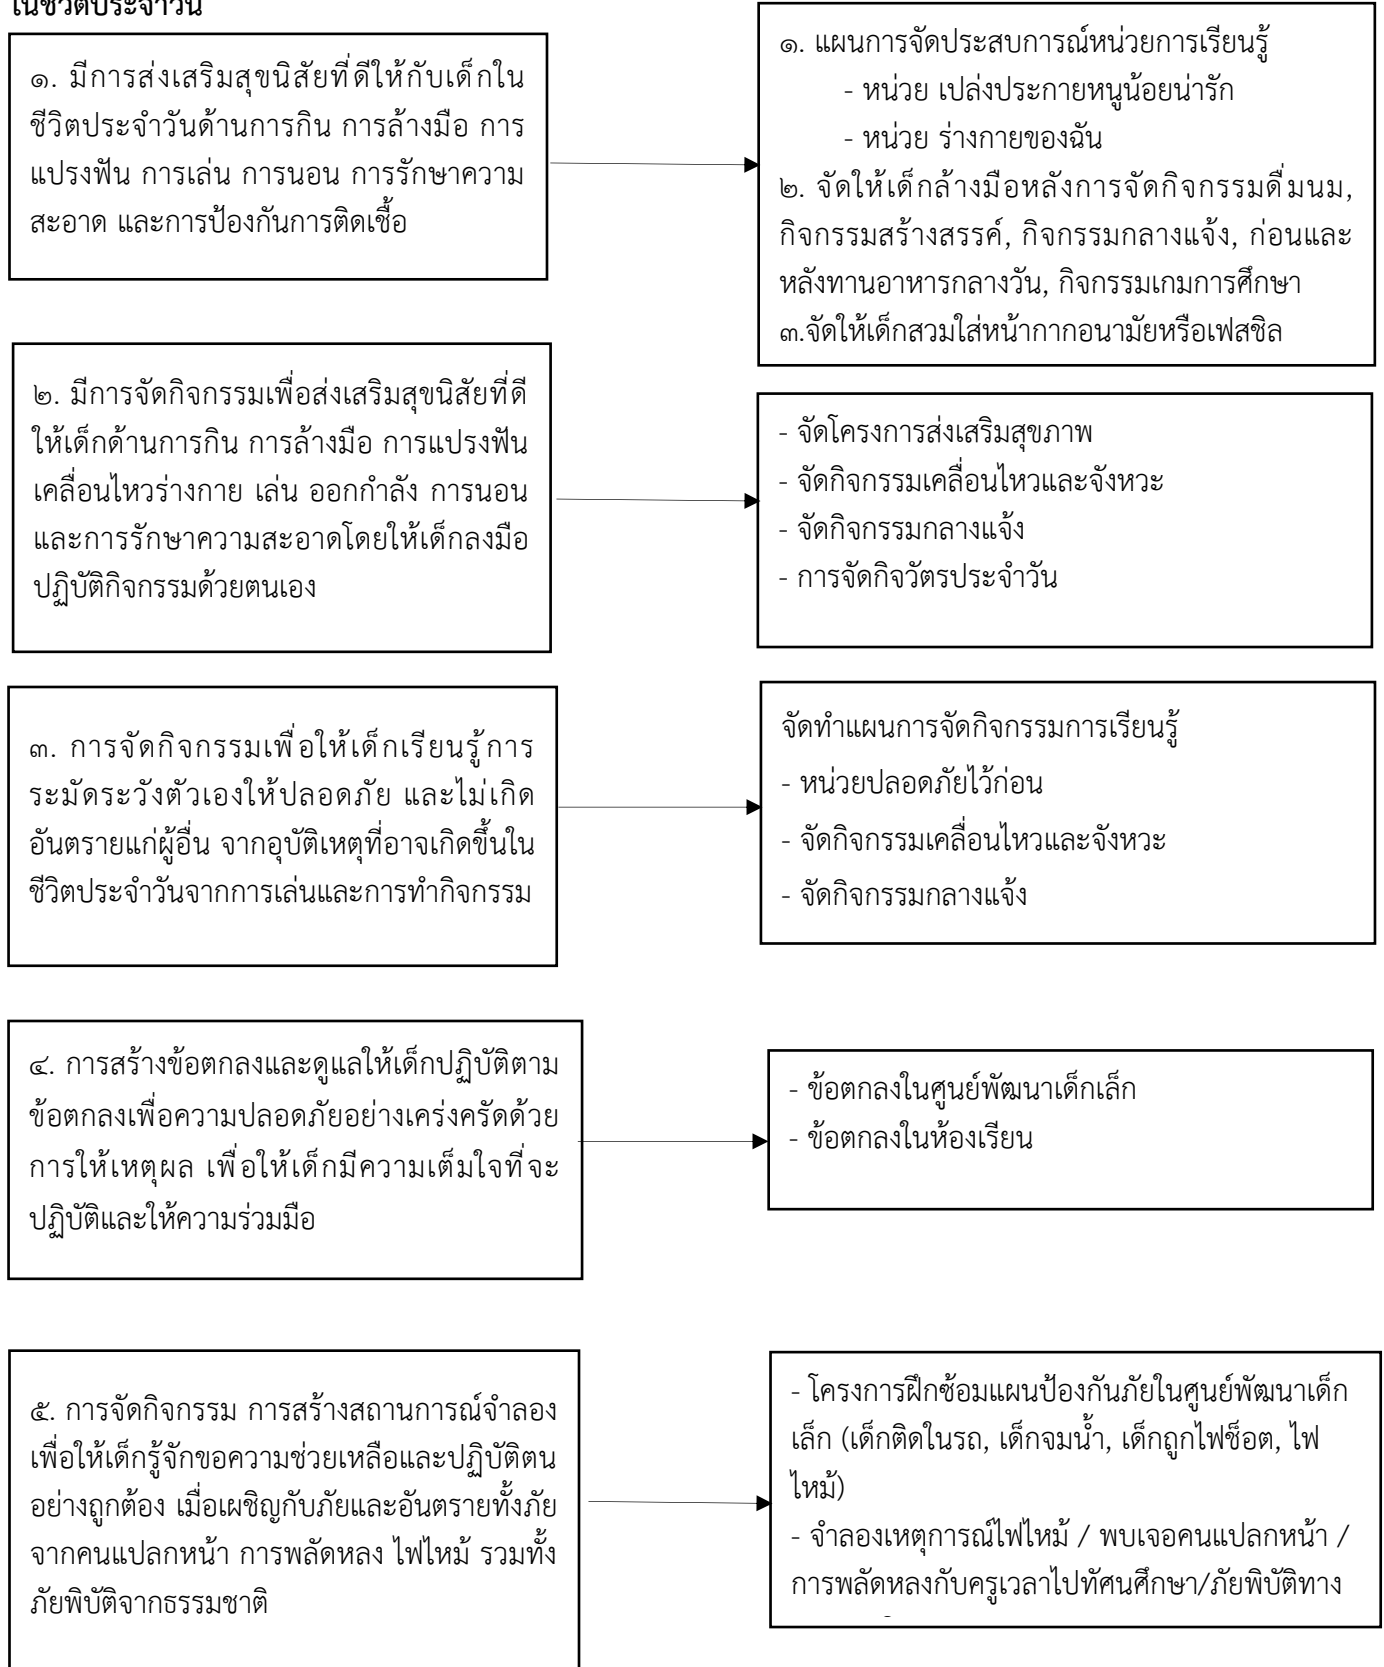 ในชีวิตประจำวัน
๑. มีการส่งเสริมสุขนิสัยที่ดีให้กับเด็กใน
ชีวิตประจำวันด้านการกิน การล้างมือ การ
แปรงฟัน การเล่น การนอน การรักษาความ
สะอาด และการป้องกันการติดเชื้อ
๑. แผนการจัดประสบการณ์หน่วยการเรียนรู้
- หน่วย เปล่งประกายหนูน้อยน่ารัก
- หน่วย ร่างกายของฉัน
๒. จัดให้เด็กล้างมือหลังการจัดกิจกรรมดื่มนม,
กิจกรรมสร้างสรรค์, กิจกรรมกลางแจ้ง, ก่อนและ
หลังทานอาหารกลางวัน, กิจกรรมเกมการศึกษา
๓.จัดให้เด็กสวมใส่หน้ากากอนามัยหรือเฟสชิล
๒. มีการจัดกิจกรรมเพื่อส่งเสริมสุขนิสัยที่ดี
ให้เด็กด้านการกิน การล้างมือ การแปรงฟัน
เคลื่อนไหวร่างกาย เล่น ออกกำลัง การนอน
และการรักษาความสะอาดโดยให้เด็กลงมือ
ปฏิบัติกิจกรรมด้วยตนเอง
- จัดโครงการส่งเสริมสุขภาพ
- จัดกิจกรรมเคลื่อนไหวและจังหวะ
- จัดกิจกรรมกลางแจ้ง
- การจัดกิจวัตรประจำวัน
๓. การจัดกิจกรรมเพื่อให้เด็กเรียนรู้การ
ระมัดระวังตัวเองให้ปลอดภัย และไม่เกิด
อันตรายแก่ผู้อื่น จากอุบัติเหตุที่อาจเกิดขึ้นใน
ชีวิตประจำวันจากการเล่นและการทำกิจกรรม
จัดทำแผนการจัดกิจกรรมการเรียนรู้
- หน่วยปลอดภัยไว้ก่อน
- จัดกิจกรรมเคลื่อนไหวและจังหวะ
- จัดกิจกรรมกลางแจ้ง
๔. การสร้างข้อตกลงและดูแลให้เด็กปฏิบัติตาม
ข้อตกลงเพื่อความปลอดภัยอย่างเคร่งครัดด้วย
การให้เหตุผล เพื่อให้เด็กมีความเต็มใจที่จะ
ปฏิบัติและให้ความร่วมมือ
- ข้อตกลงในศูนย์พัฒนาเด็กเล็ก
- ข้อตกลงในห้องเรียน
๕. การจัดกิจกรรม การสร้างสถานการณ์จำลอง
เพื่อให้เด็กรู้จักขอความช่วยเหลือและปฏิบัติตน
อย่างถูกต้อง เมื่อเผชิญกับภัยและอันตรายทั้งภัย
จากคนแปลกหน้า การพลัดหลง ไฟไหม้ รวมทั้ง
ภัยพิบัติจากธรรมชาติ
- โครงการฝึกซ้อมแผนป้องกันภัยในศูนย์พัฒนาเด็ก
เล็ก (เด็กติดในรถ, เด็กจมน้ำ, เด็กถูกไฟช็อต, ไฟ
ไหม้)
- จำลองเหตุการณ์ไฟไหม้ / พบเจอคนแปลกหน้า /
การพลัดหลงกับครูเวลาไปทัศนศึกษา/ภัยพิบัติทาง